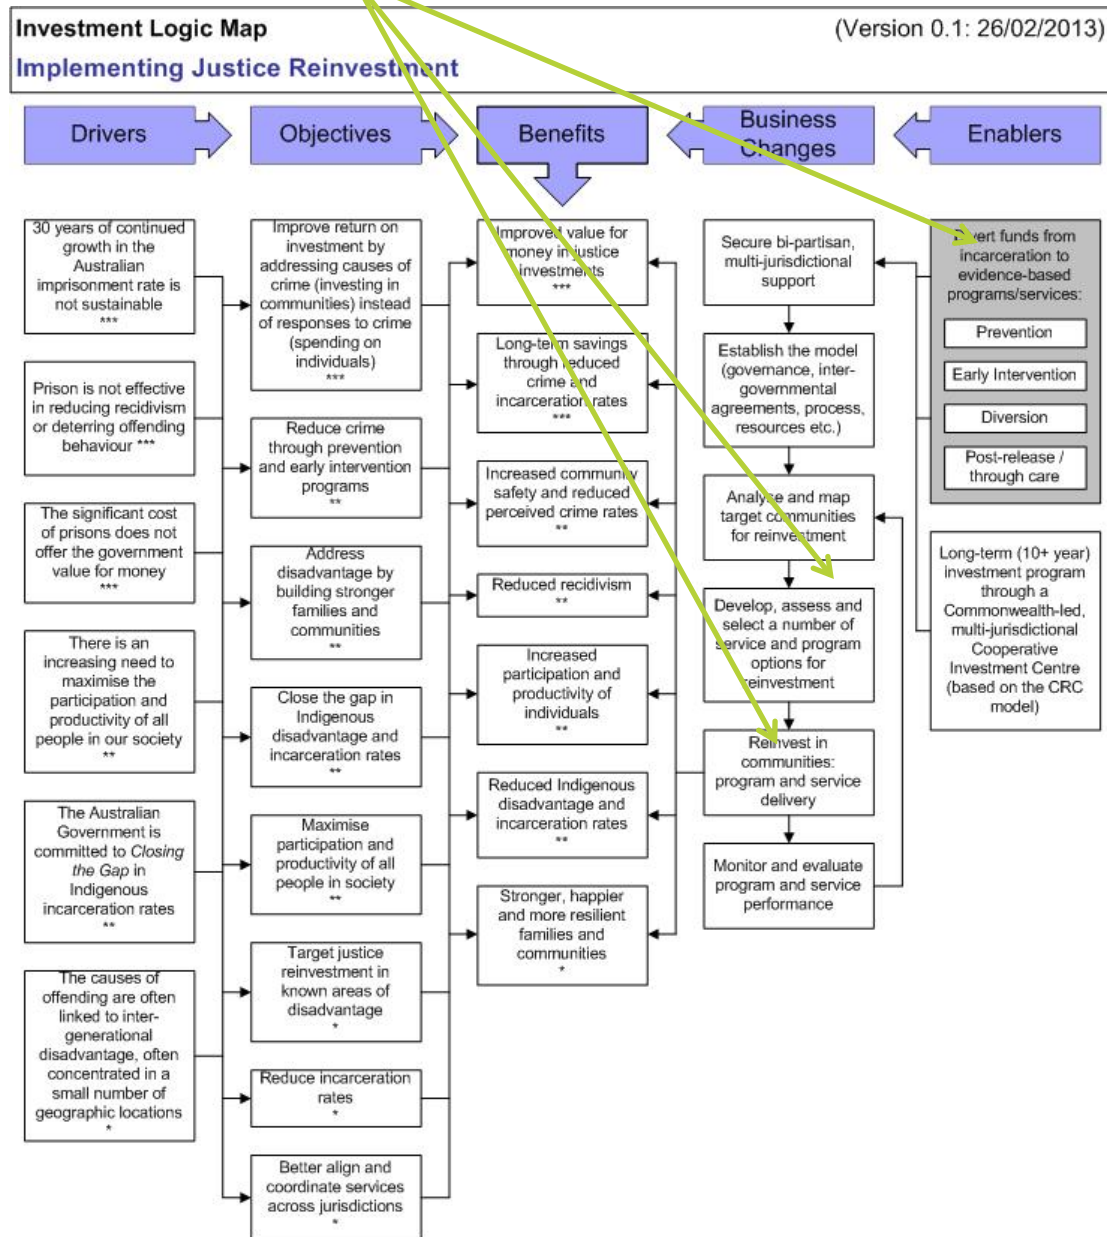 Investment Logic Map
(Version 0.1: 26/02/2013)
Implementing Justice Reinvestment
Drivers
Objectives
Benefits
Business
Changes
Enablers
30 years of continued
growth in the
Australian
imprisonment rate is
not sustainable
***
Prison is not effective
in reducing recidivism
or deterring offending
behaviour ***
The significant cost
of prisons does not
offer the government
value for money
***
There is an
increasing need to
maximise the
participation and
productivity of all
people in our society
**
The Australian
Government is
committed to Closing
the Gap in
Indigenous
incarceration rates
**
The causes of
offending are often
linked to inter-
generational
disadvantage, often
concentrated in a
small number of
geographic locations
*
Improve return on
investment by
addressing causes of
crime (investing in
communities) instead
of responses to crime
(spending on
individuals)
***
Reduce crime
through prevention
and early intervention
programs
**
Address
disadvantage by
building stronger
families and
communities
**
Close the gap in
Indigenous
disadvantage and
incarceration rates
**
Maximise
participation and
productivity of all
people in society
**
Target justice
reinvestment in
known areas of
disadvantage
*
Reduce incarceration
rates
*
Better align and
coordinate services
across jurisdictions
*
Improved value for
money in justice
investments
***
Long-term savings
through reduced
crime and
incarceration rates
***
Increased community
safety and reduced
perceived crime rates
**
Reduced recidivism
**
Increased
participation and
productivity of
individuals
**
Reduced Indigenous
disadvantage and
incarceration rates
**
Stronger, happier
and more resilient
families and
communities
*
Secure bi-partisan,
multi-jurisdictional
support
Establish the model
(governance, inter-
governmental
agreements, process,
resources etc.)
Analyse and map
target communities
for reinvestment
Develop, assess and
select a number of
service and program
options for
reinvestment
Reinvest in
communities:
program and service
delivery
Monitor and evaluate
program and service
performance
Divert funds from
incarceration to
evidence-based
programs/services:
Prevention
Early Intervention
Diversion
Post-release /
through care
Long-term (10+ year)
investment program
through a
Commonwealth-led,
multi-jurisdictional
Cooperative
Investment Centre
(based on the CRC
model)